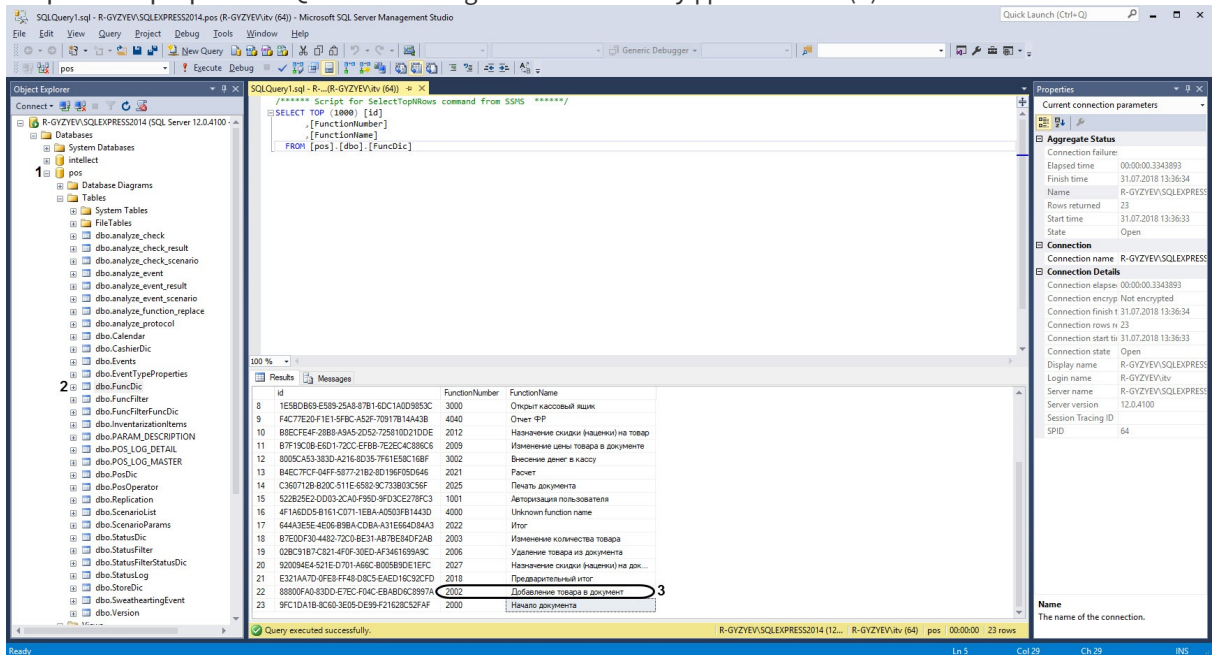 SQLQuery1.sql - R-GYZYEV\SQLEXPRESS2014.pos (R-GYZYEV\itv (64)) - Microsoft SQL Server Management Studio
Quick Launch (Ctrl+Q)
File Edit View Query Project Debug Tools Window Help
New Query
Generic Debugger
pos
Execute Debug
Object Explorer
Connect
R-GYZYEV\SQLEXPRESS2014 (SQL Server 12.0.4100 -
Databases
System Databases
intellect
1 pos
Database Diagrams
Tables
System Tables
FileTables
dbo.analyze_check
dbo.analyze_check_result
dbo.analyze_check_scenario
dbo.analyze_event
dbo.analyze_event_result
dbo.analyze_event_scenario
dbo.analyze_function_replace
dbo.analyze_protocol
dbo.Calendar
dbo.CashierDic
dbo.Events
dbo.EventTypeProperties
2 dbo.FuncDic
dbo.FuncFilter
dbo.FuncFilterFuncDic
dbo.InventarizationItems
dbo.PARAM_DESCRIPTION
dbo.POS_LOG_DETAIL
dbo.POS_LOG_MASTER
dbo.PosDic
dbo.PosOperator
dbo.Replication
dbo.ScenarioList
dbo.ScenarioParams
dbo.StatusDic
dbo.StatusFilter
dbo.StatusFilterStatusDic
dbo.StatusLog
dbo.StoreDic
dbo.SweatheartingEvent
dbo.Version
SQLQuery1.sql - R-...(R-GYZYEV\itv (64))
/****** Script for SelectTopNRows command from SSMS ******/
SELECT TOP (1000) [id]
,[FunctionNumber]
,[FunctionName]
FROM [pos].[dbo].[FuncDic]
100 %
Results Messages
id FunctionNumber FunctionName
8 1E5BDB69-E589-25A8-87B1-6DC1A0D9853C 3000 Открыт кассовый ящик
9 F4C77E20-F1E1-5FBC-A52F-70917B14A43B 4040 Отчет ФР
10 B8ECFE4F-28B8-A9A5-2D52-725810D21DDE 2012 Назначение скидки (наценки) на товар
11 B7F19C0B-E6D1-72CC-EFBB-7E2EC4C886C6 2009 Изменение цены товара в документе
12 8005CA53-383D-A216-8D35-7F61E58C16BF 3002 Внесение денег в кассу
13 B4EC7FCF-04FF-5877-21B2-8D196F05D646 2021 Расчет
14 C360712B-B20C-511E-6582-9C733B03C56F 2025 Печать документа
15 522B25E2-DD03-2CA0-F95D-9FD3CE278FC3 1001 Авторизация пользователя
16 4F1A6DD5-B161-C071-1EBA-A0503FB1443D 4000 Unknown function name
17 644A3E5E-4E06-B9BA-CDBA-A31E664D84A3 2022 Итог
18 B7E0DF30-4482-72C0-BE31-AB7BE84DF2AB 2003 Изменение количества товара
19 02BC91B7-C821-4F0F-30ED-AF3461699A9C 2006 Удаление товара из документа
20 920094E4-521E-D701-A66C-B005B9DE1EFC 2027 Назначение скидки (наценки) на док...
21 E321AA7D-0FE8-FF48-D8C5-EAED16C92CFD 2018 Предварительный итог
22 88800FA0-83DD-E7EC-F04C-EBABD6C8997A 2002 Добавление товара в документ 3
23 9FC1DA1B-8C60-3E05-DE99-F21628C52FAF 2000 Начало документа
Query executed successfully.
R-GYZYEV\SQLEXPRESS2014 (12... R-GYZYEV\itv (64) pos 00:00:00 23 rows
Properties
Current connection parameters
Aggregate Status
Connection failure:
Elapsed time 00:00:00.3343893
Finish time 31.07.2018 13:36:34
Name R-GYZYEV\SQLEXPRESS
Rows returned 23
Start time 31.07.2018 13:36:33
State Open
Connection
Connection name R-GYZYEV\SQLEXPRESS
Connection Details
Connection elapse 00:00:00.3343893
Connection encryp Not encrypted
Connection finish t 31.07.2018 13:36:34
Connection rows re 23
Connection start tir 31.07.2018 13:36:33
Connection state Open
Display name R-GYZYEV\SQLEXPRESS
Login name R-GYZYEV\itv
Server name R-GYZYEV\SQLEXPRESS
Server version 12.0.4100
Session Tracing ID
SPID 64
Name
The name of the connection.
Ready
Ln 5 Col 29 Ch 29 INS